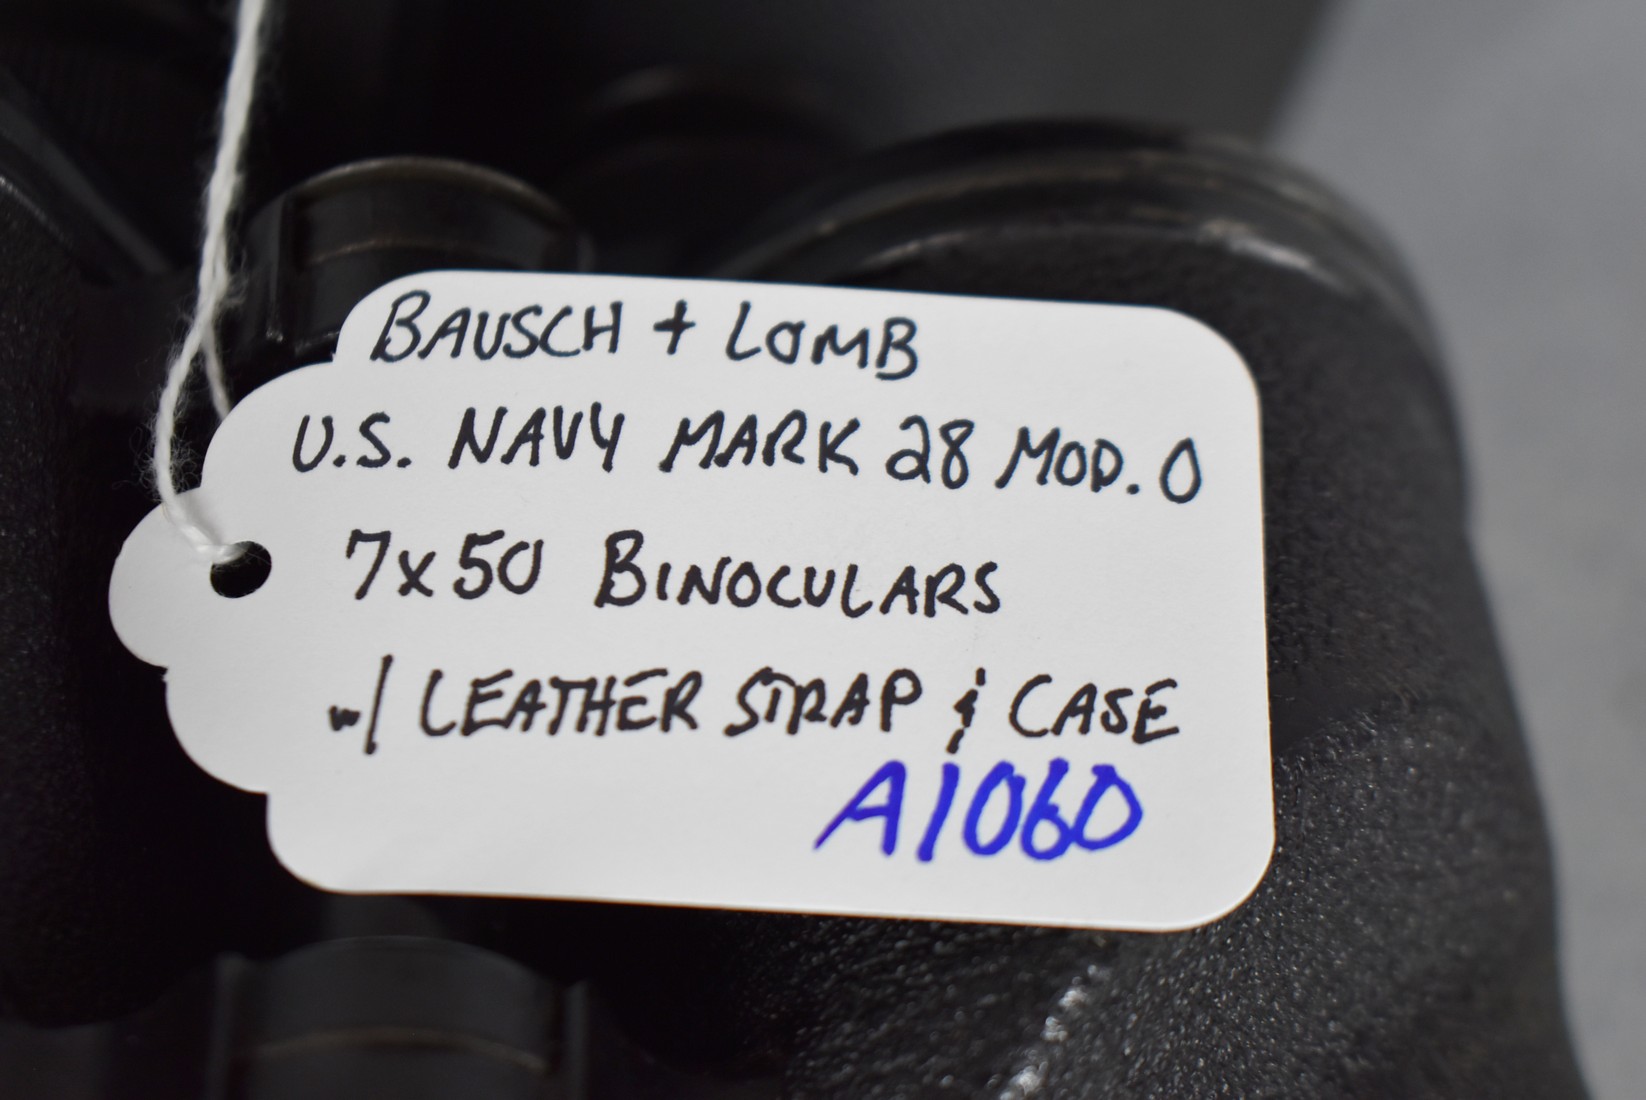 BAUSCH + LOMB
U.S. NAVY MARK 28 MOD. 0
7x50 BINOCULARS
w/ LEATHER STRAP & CASE
A1060